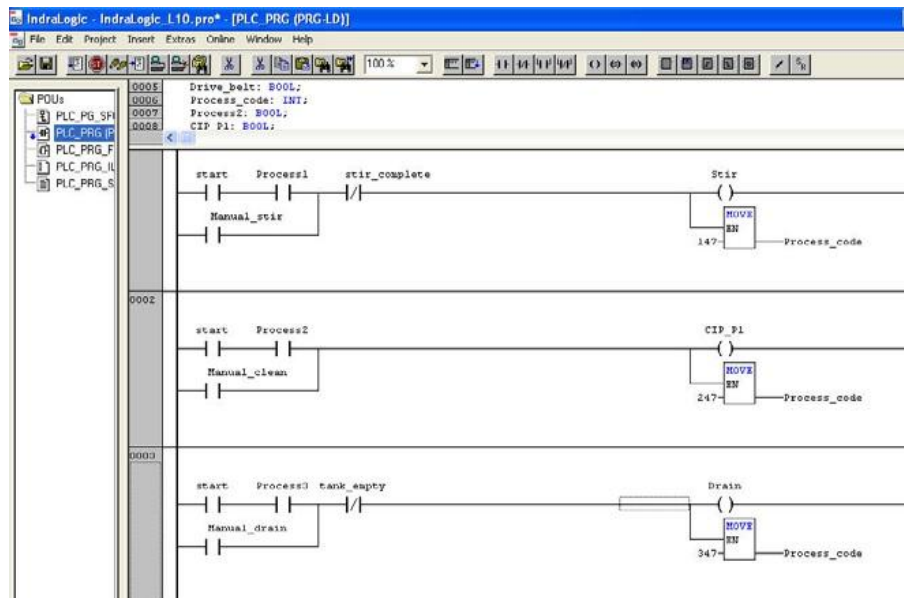 IndraLogic - IndraLogic_L10.pro* - [PLC_PRG (PRG-LD)]
File Edit Project Insert Extras Online Window Help
100 %
POUs
PLC_PG_SF
PLC_PRG (P
PLC_PRG_F
PLC_PRG_IL
PLC_PRG_S
0005 Drive_belt: BOOL;
0006 Process_code: INT;
0007 Process2: BOOL;
0008 CIP_P1: BOOL;
start Process1 stir_complete Stir
Manual_stir
MOVE
EN
147 Process_code
0002
start Process2 CIP_P1
Manual_clean
MOVE
EN
247 Process_code
0003
start Process3 tank_empty Drain
Manual_drain
MOVE
EN
347 Process_code